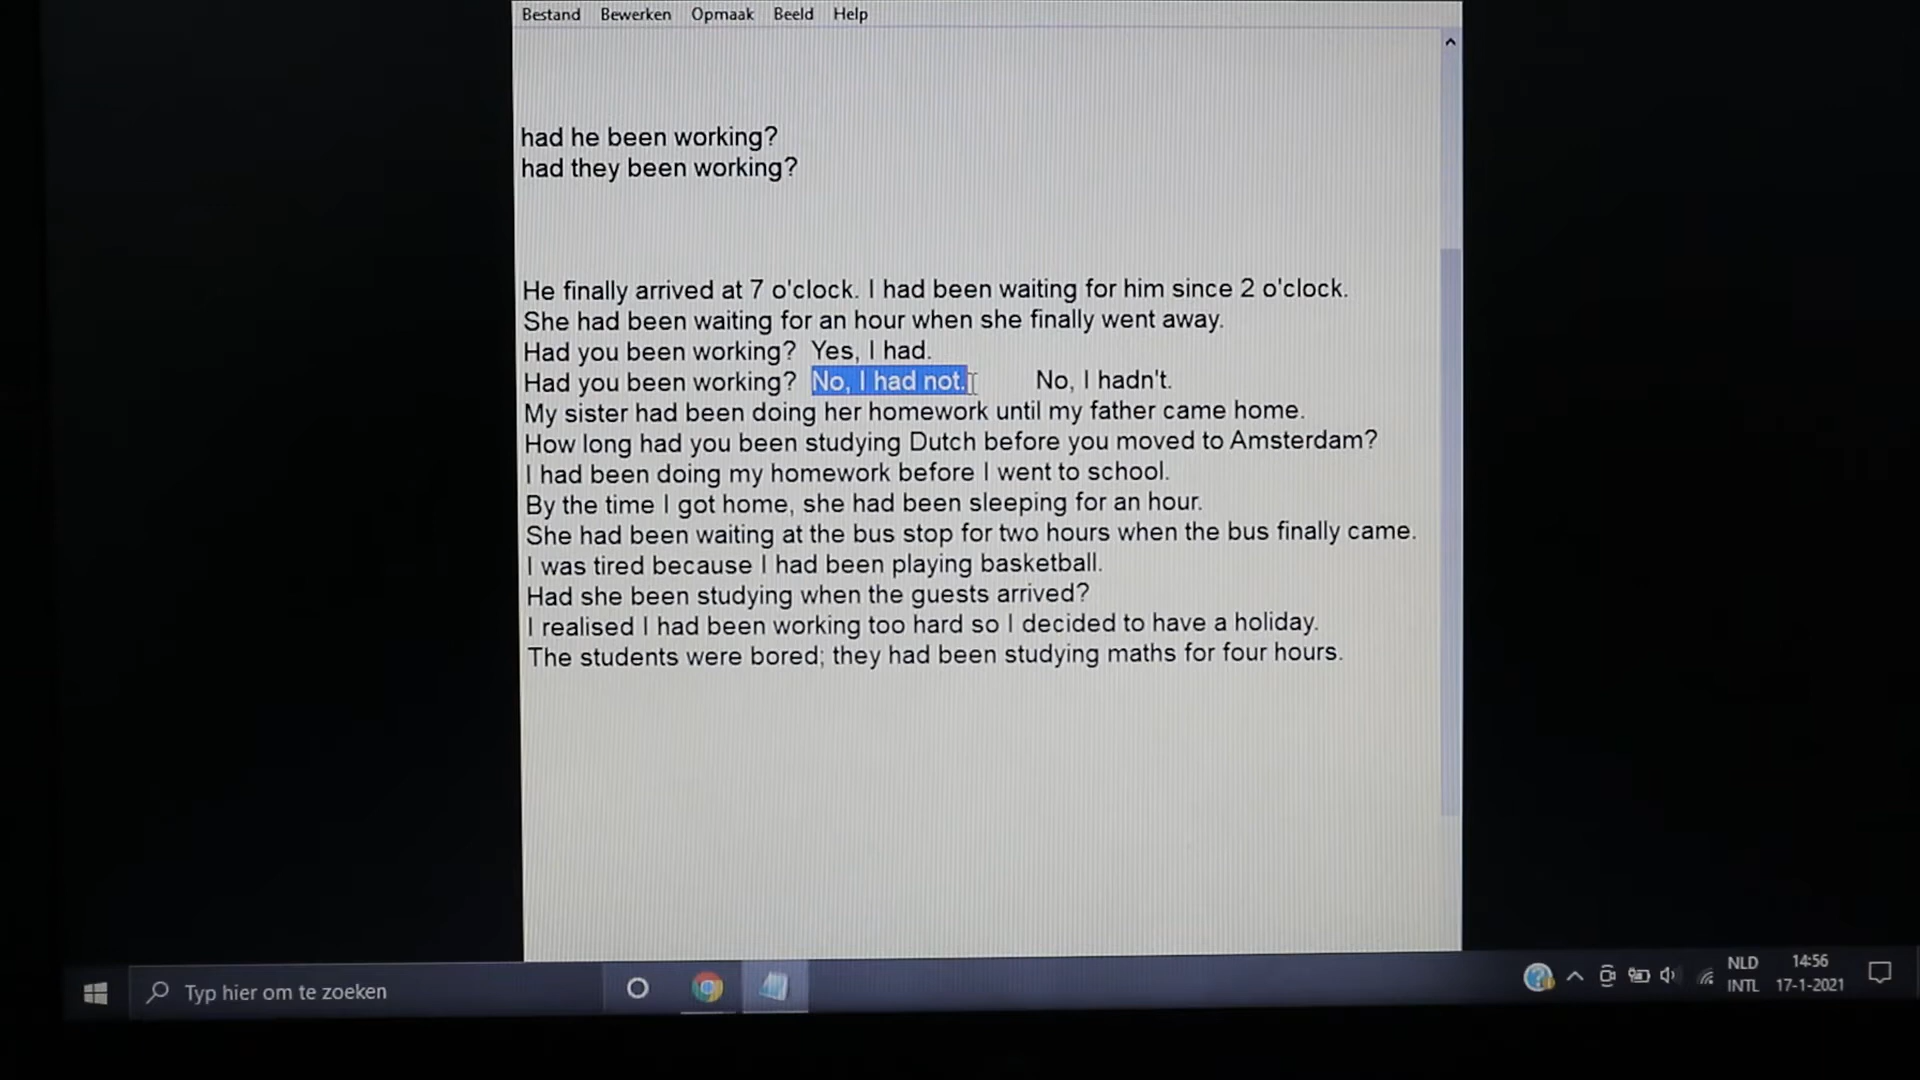 Bestand Bewerken Opmaak Beeld Help
had he been working?
had they been working?
He finally arrived at 7 o'clock. I had been waiting for him since 2 o'clock.
She had been waiting for an hour when she finally went away.
Had you been working? Yes, I had.
Had you been working? No, I had not. No, I hadn't.
My sister had been doing her homework until my father came home.
How long had you been studying Dutch before you moved to Amsterdam?
I had been doing my homework before I went to school.
By the time I got home, she had been sleeping for an hour.
She had been waiting at the bus stop for two hours when the bus finally came.
I was tired because I had been playing basketball.
Had she been studying when the guests arrived?
I realised I had been working too hard so I decided to have a holiday.
The students were bored; they had been studying maths for four hours.
Typ hier om te zoeken
NLD 14:56
INTL 17-1-2021